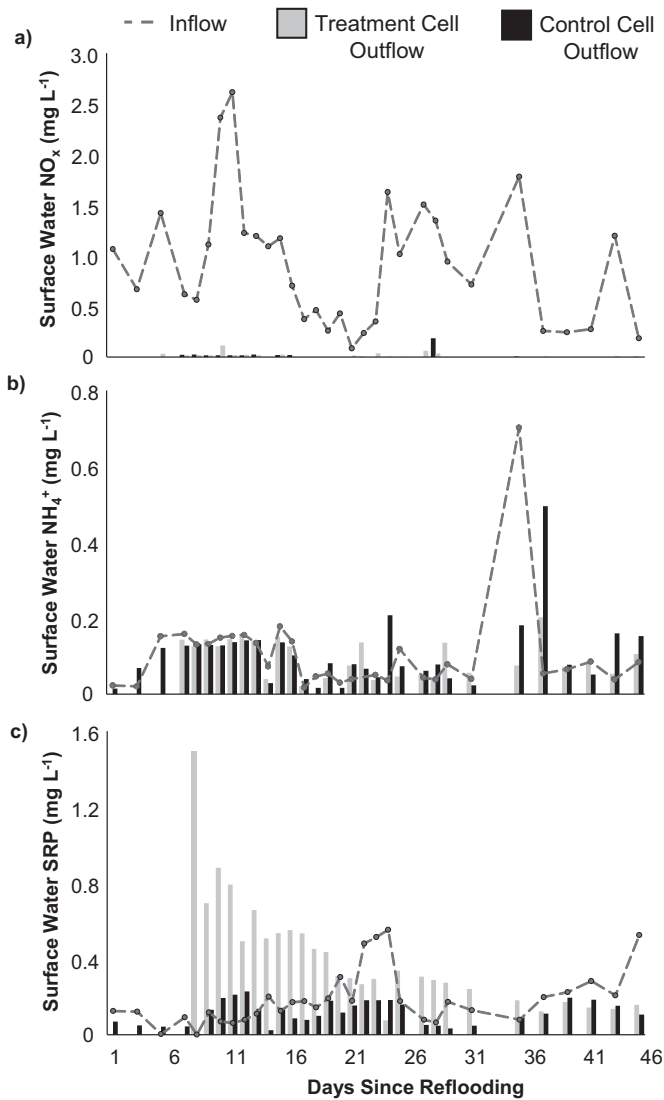 Inflow
Treatment Cell
Outflow
Control Cell
Outflow
a)
Surface Water NOₓ (mg L⁻¹)
3.0
2.5
2.0
1.5
1.0
0.5
0
b)
Surface Water NH₄⁺ (mg L⁻¹)
0.8
0.6
0.4
0.2
0
c)
Surface Water SRP (mg L⁻¹)
1.6
1.2
0.8
0.4
0
1 6 11 16 21 26 31 36 41 46
Days Since Reflooding